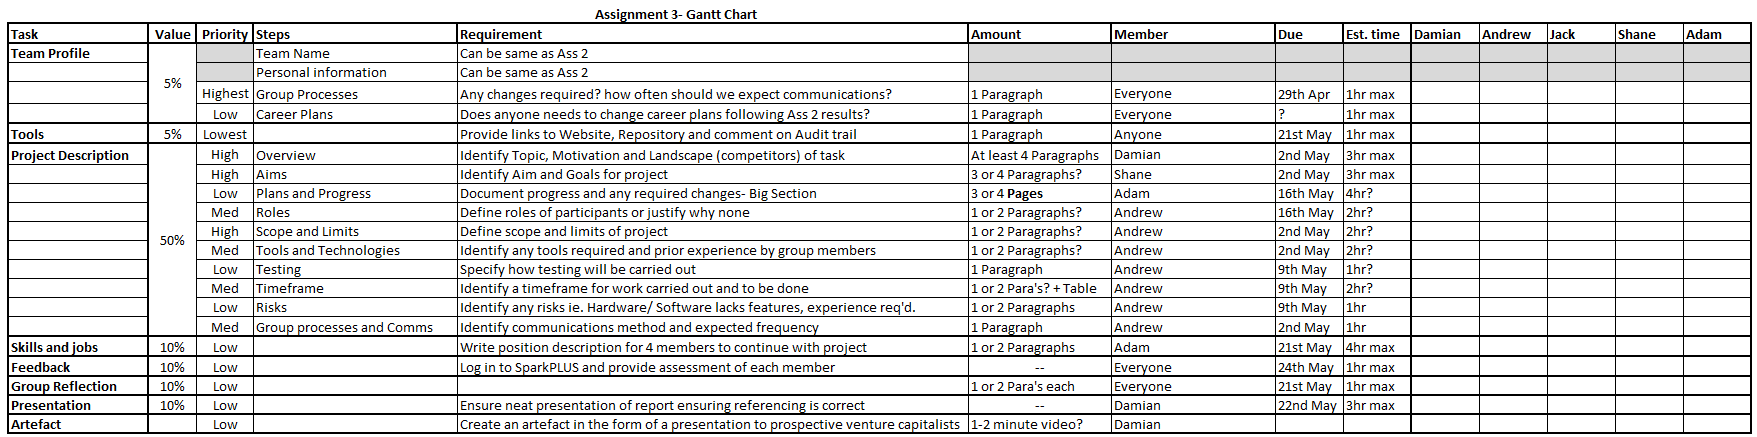 Assignment 3- Gantt Chart
Task Value Priority Steps Requirement Amount Member Due Est. time Damian Andrew Jack Shane Adam
Team Profile Team Name Can be same as Ass 2
Personal information Can be same as Ass 2
5%
Highest Group Processes Any changes required? how often should we expect communications? 1 Paragraph Everyone 29th Apr 1hr max
Low Career Plans Does anyone needs to change career plans following Ass 2 results? 1 Paragraph Everyone ? 1hr max
Tools 5% Lowest Provide links to Website, Repository and comment on Audit trail 1 Paragraph Anyone 21st May 1hr max
Project Description High Overview Identify Topic, Motivation and Landscape (competitors) of task At least 4 Paragraphs Damian 2nd May 3hr max
High Aims Identify Aim and Goals for project 3 or 4 Paragraphs? Shane 2nd May 3hr max
Low Plans and Progress Document progress and any required changes- Big Section 3 or 4 Pages Adam 16th May 4hr?
Med Roles Define roles of participants or justify why none 1 or 2 Paragraphs? Andrew 16th May 2hr?
High Scope and Limits Define scope and limits of project 1 or 2 Paragraphs? Andrew 2nd May 2hr?
50%
Med Tools and Technologies Identify any tools required and prior experience by group members 1 or 2 Paragraphs? Andrew 2nd May 2hr?
Low Testing Specify how testing will be carried out 1 Paragraph Andrew 9th May 1hr?
Med Timeframe Identify a timeframe for work carried out and to be done 1 or 2 Para's? + Table Andrew 9th May 2hr?
Low Risks Identify any risks ie. Hardware/ Software lacks features, experience req'd. 1 or 2 Paragraphs Andrew 9th May 1hr
Med Group processes and Comms Identify communications method and expected frequency 1 Paragraph Andrew 2nd May 1hr
Skills and jobs 10% Low Write position description for 4 members to continue with project 1 or 2 Paragraphs Adam 21st May 4hr max
Feedback 10% Low Log in to SparkPLUS and provide assessment of each member -- Everyone 24th May 1hr max
Group Reflection 10% Low 1 or 2 Para's each Everyone 21st May 1hr max
Presentation 10% Low Ensure neat presentation of report ensuring referencing is correct -- Damian 22nd May 3hr max
Artefact Low Create an artefact in the form of a presentation to prospective venture capitalists 1-2 minute video? Damian